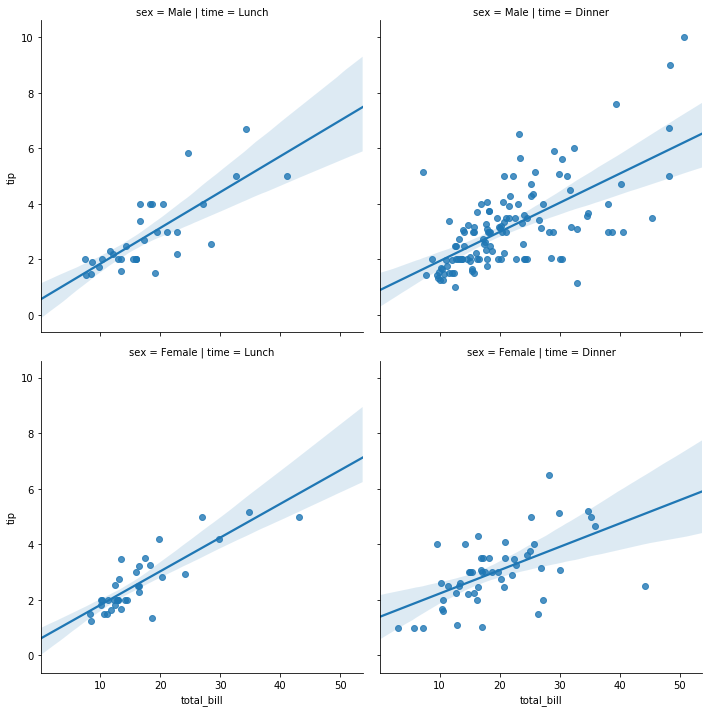 sex = Male | time = Lunch
sex = Male | time = Dinner
10
8
6
4
2
0
tip
sex = Female | time = Lunch
sex = Female | time = Dinner
10
8
6
4
2
0
tip
10 20 30 40 50
10 20 30 40 50
total_bill
total_bill